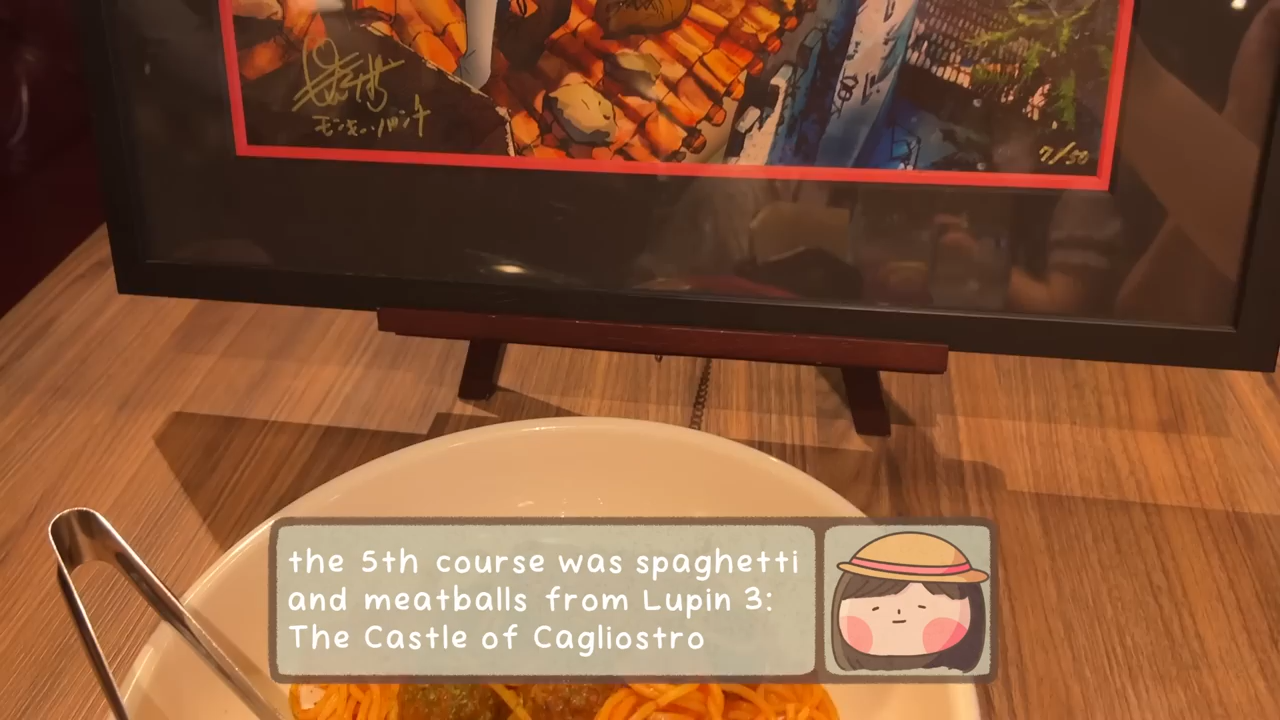 モンキー・パンチ
7/50
the 5th course was spaghetti
and meatballs from Lupin 3:
The Castle of Cagliostro